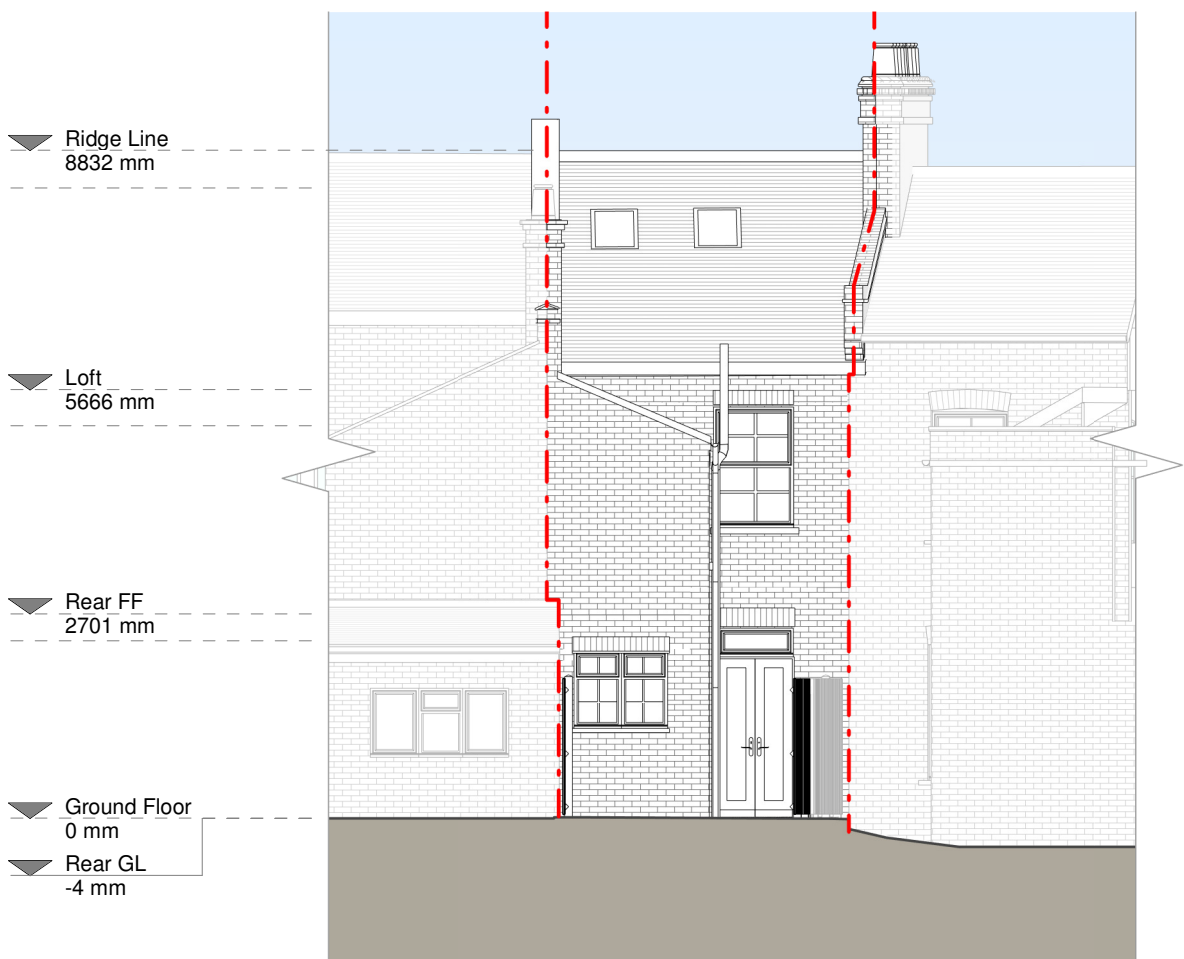 Ridge Line
8832 mm
Loft
5666 mm
Rear FF
2701 mm
Ground Floor
0 mm
Rear GL
-4 mm